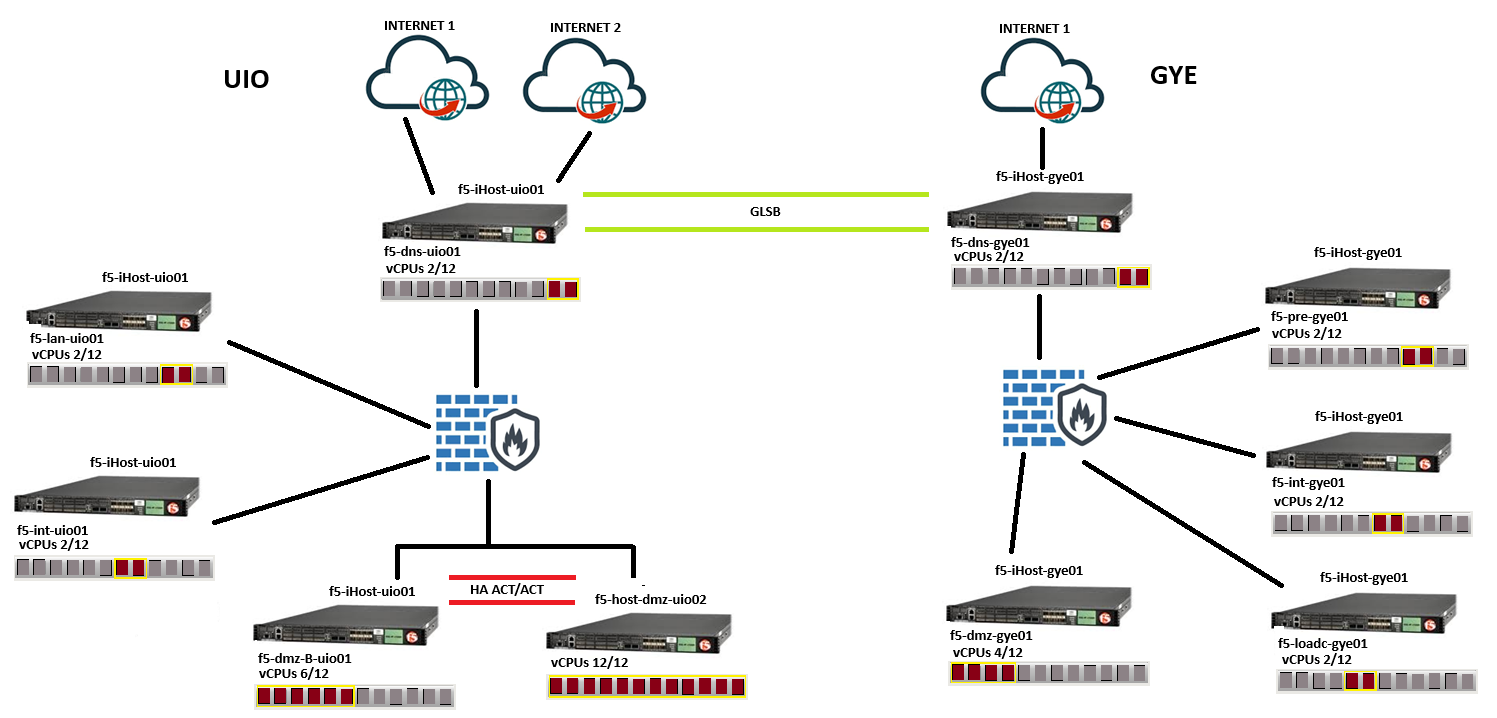 INTERNET 1
INTERNET 2
INTERNET 1
UIO
GYE
f5-iHost-uio01
f5-dns-uio01
vCPUs 2/12
GLSB
f5-iHost-gye01
f5-dns-gye01
vCPUs 2/12
f5-iHost-uio01
f5-lan-uio01
vCPUs 2/12
f5-iHost-gye01
f5-pre-gye01
vCPUs 2/12
f5-iHost-uio01
f5-int-uio01
vCPUs 2/12
f5-iHost-gye01
f5-int-gye01
vCPUs 2/12
f5-iHost-uio01
f5-dmz-B-uio01
vCPUs 6/12
HA ACT/ACT
f5-host-dmz-uio02
vCPUs 12/12
f5-iHost-gye01
f5-dmz-gye01
vCPUs 4/12
f5-iHost-gye01
f5-loadc-gye01
vCPUs 2/12